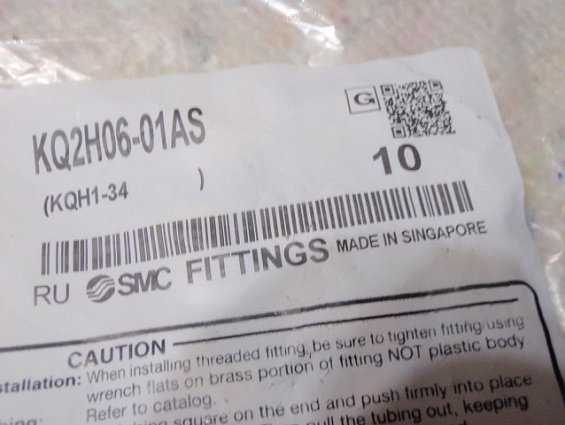 KQ2H06-01AS
G
(KQH1-34 )
10
RU SMC FITTINGS MADE IN SINGAPORE
CAUTION
stallation: When installing threaded fitting, be sure to tighten fitting using
wrench flats on brass portion of fitting NOT plastic body
Refer to catalog.
square on the end and push firmly into place
pull the tubing out, keeping